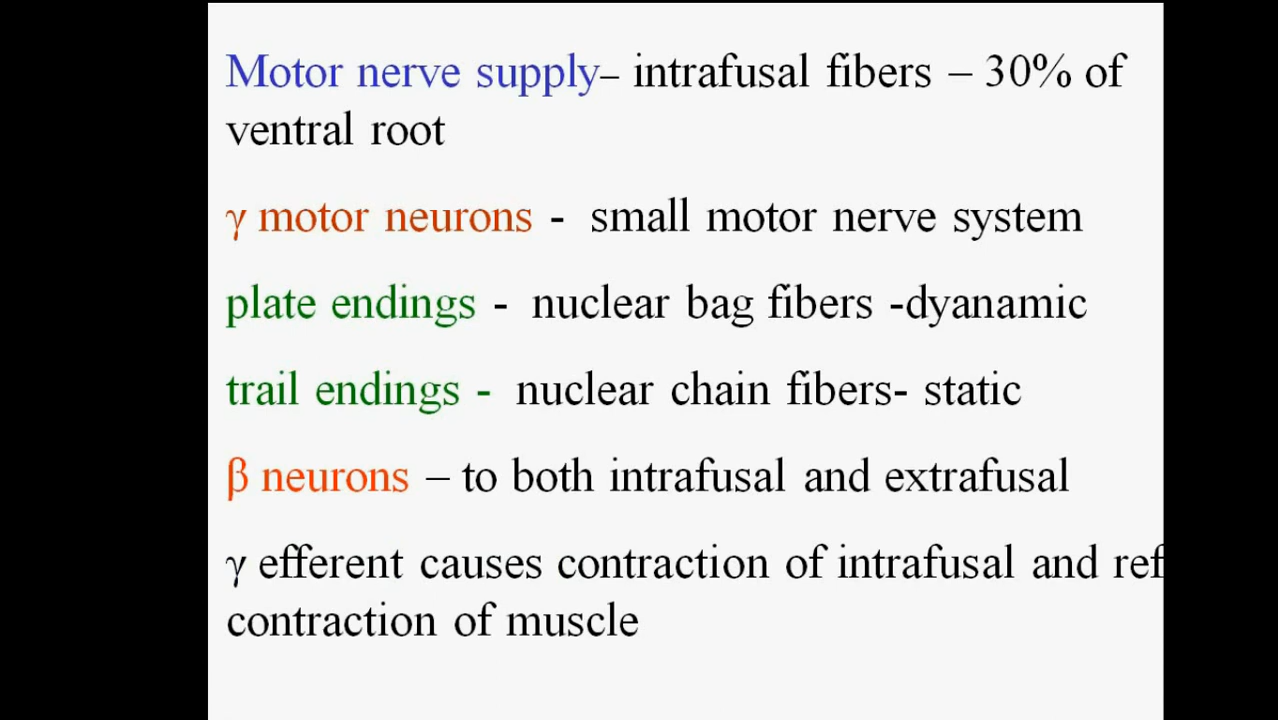 Motor nerve supply– intrafusal fibers – 30% of
ventral root
γ motor neurons - small motor nerve system
plate endings - nuclear bag fibers -dyanamic
trail endings - nuclear chain fibers- static
β neurons – to both intrafusal and extrafusal
γ efferent causes contraction of intrafusal and ref
contraction of muscle